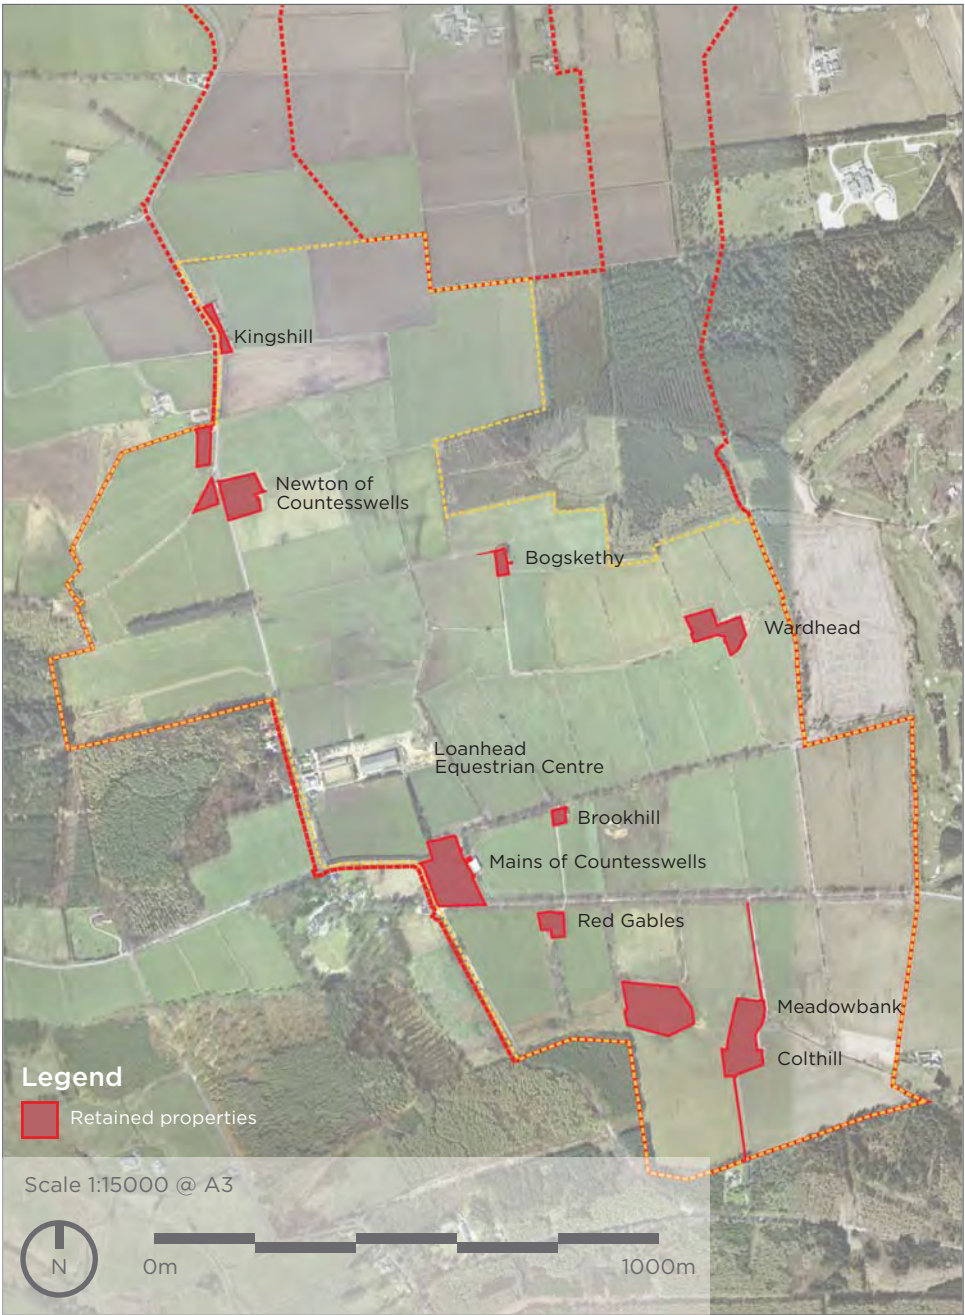 Kingshill
Newton of
Countesswells
Bogskethy
Wardhead
Loanhead
Equestrian Centre
Brookhill
Mains of Countesswells
Red Gables
Meadowbank
Colthill
Legend
Retained properties
Scale 1:15000 @ A3
N
0m
1000m